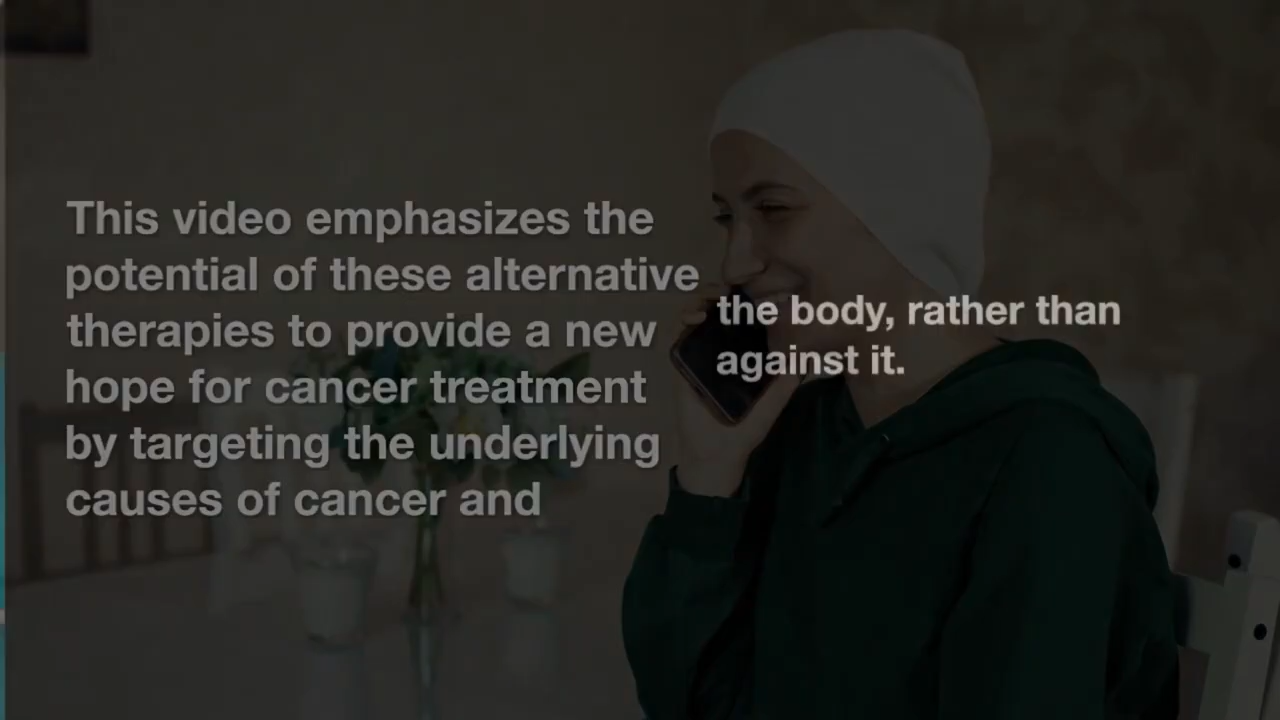 This video emphasizes the
potential of these alternative
therapies to provide a new
hope for cancer treatment
by targeting the underlying
causes of cancer and
the body, rather than
against it.